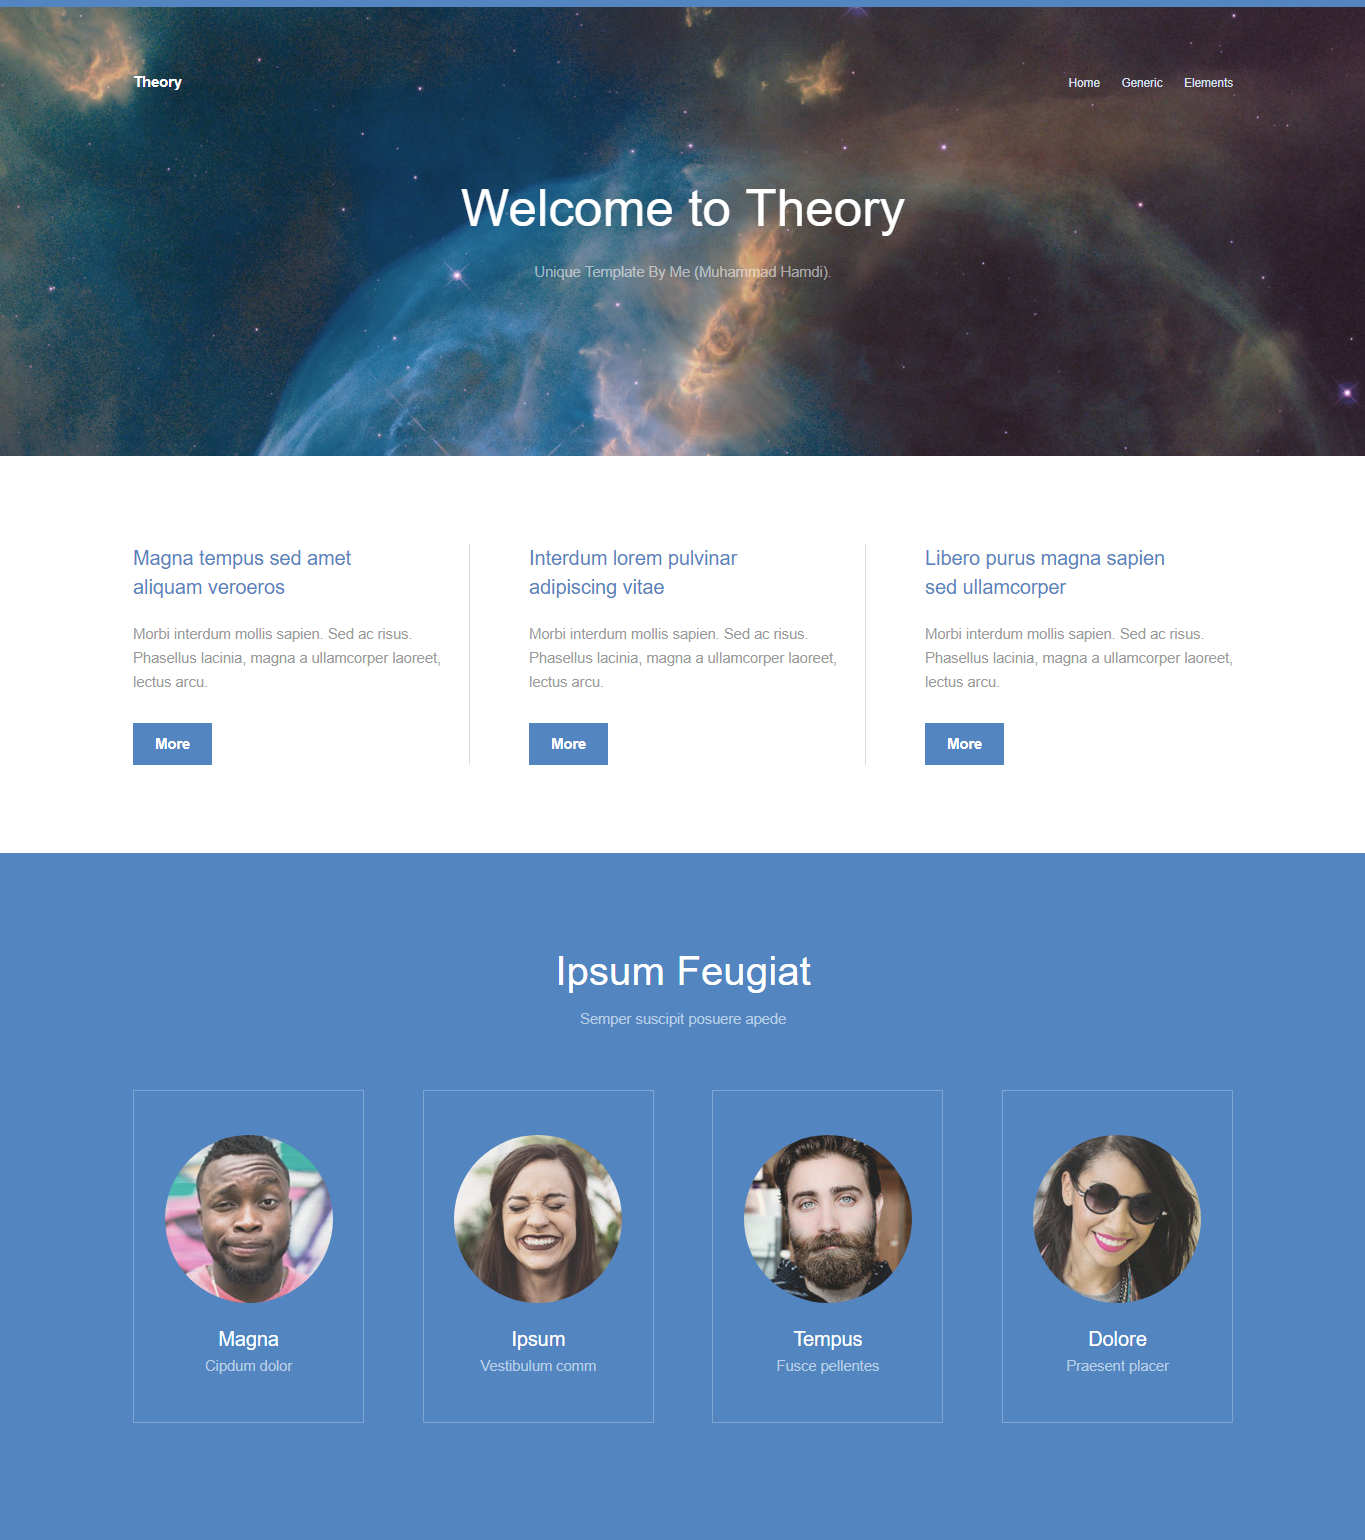 Theory
Home Generic Elements
Welcome to Theory
Unique Template By Me (Muhammad Hamdi).
Magna tempus sed amet
aliquam veroeros
Morbi interdum mollis sapien. Sed ac risus.
Phasellus lacinia, magna a ullamcorper laoreet,
lectus arcu.
More
Interdum lorem pulvinar
adipiscing vitae
Morbi interdum mollis sapien. Sed ac risus.
Phasellus lacinia, magna a ullamcorper laoreet,
lectus arcu.
More
Libero purus magna sapien
sed ullamcorper
Morbi interdum mollis sapien. Sed ac risus.
Phasellus lacinia, magna a ullamcorper laoreet,
lectus arcu.
More
Ipsum Feugiat
Semper suscipit posuere apede
Magna
Cipdum dolor
Ipsum
Vestibulum comm
Tempus
Fusce pellentes
Dolore
Praesent placer